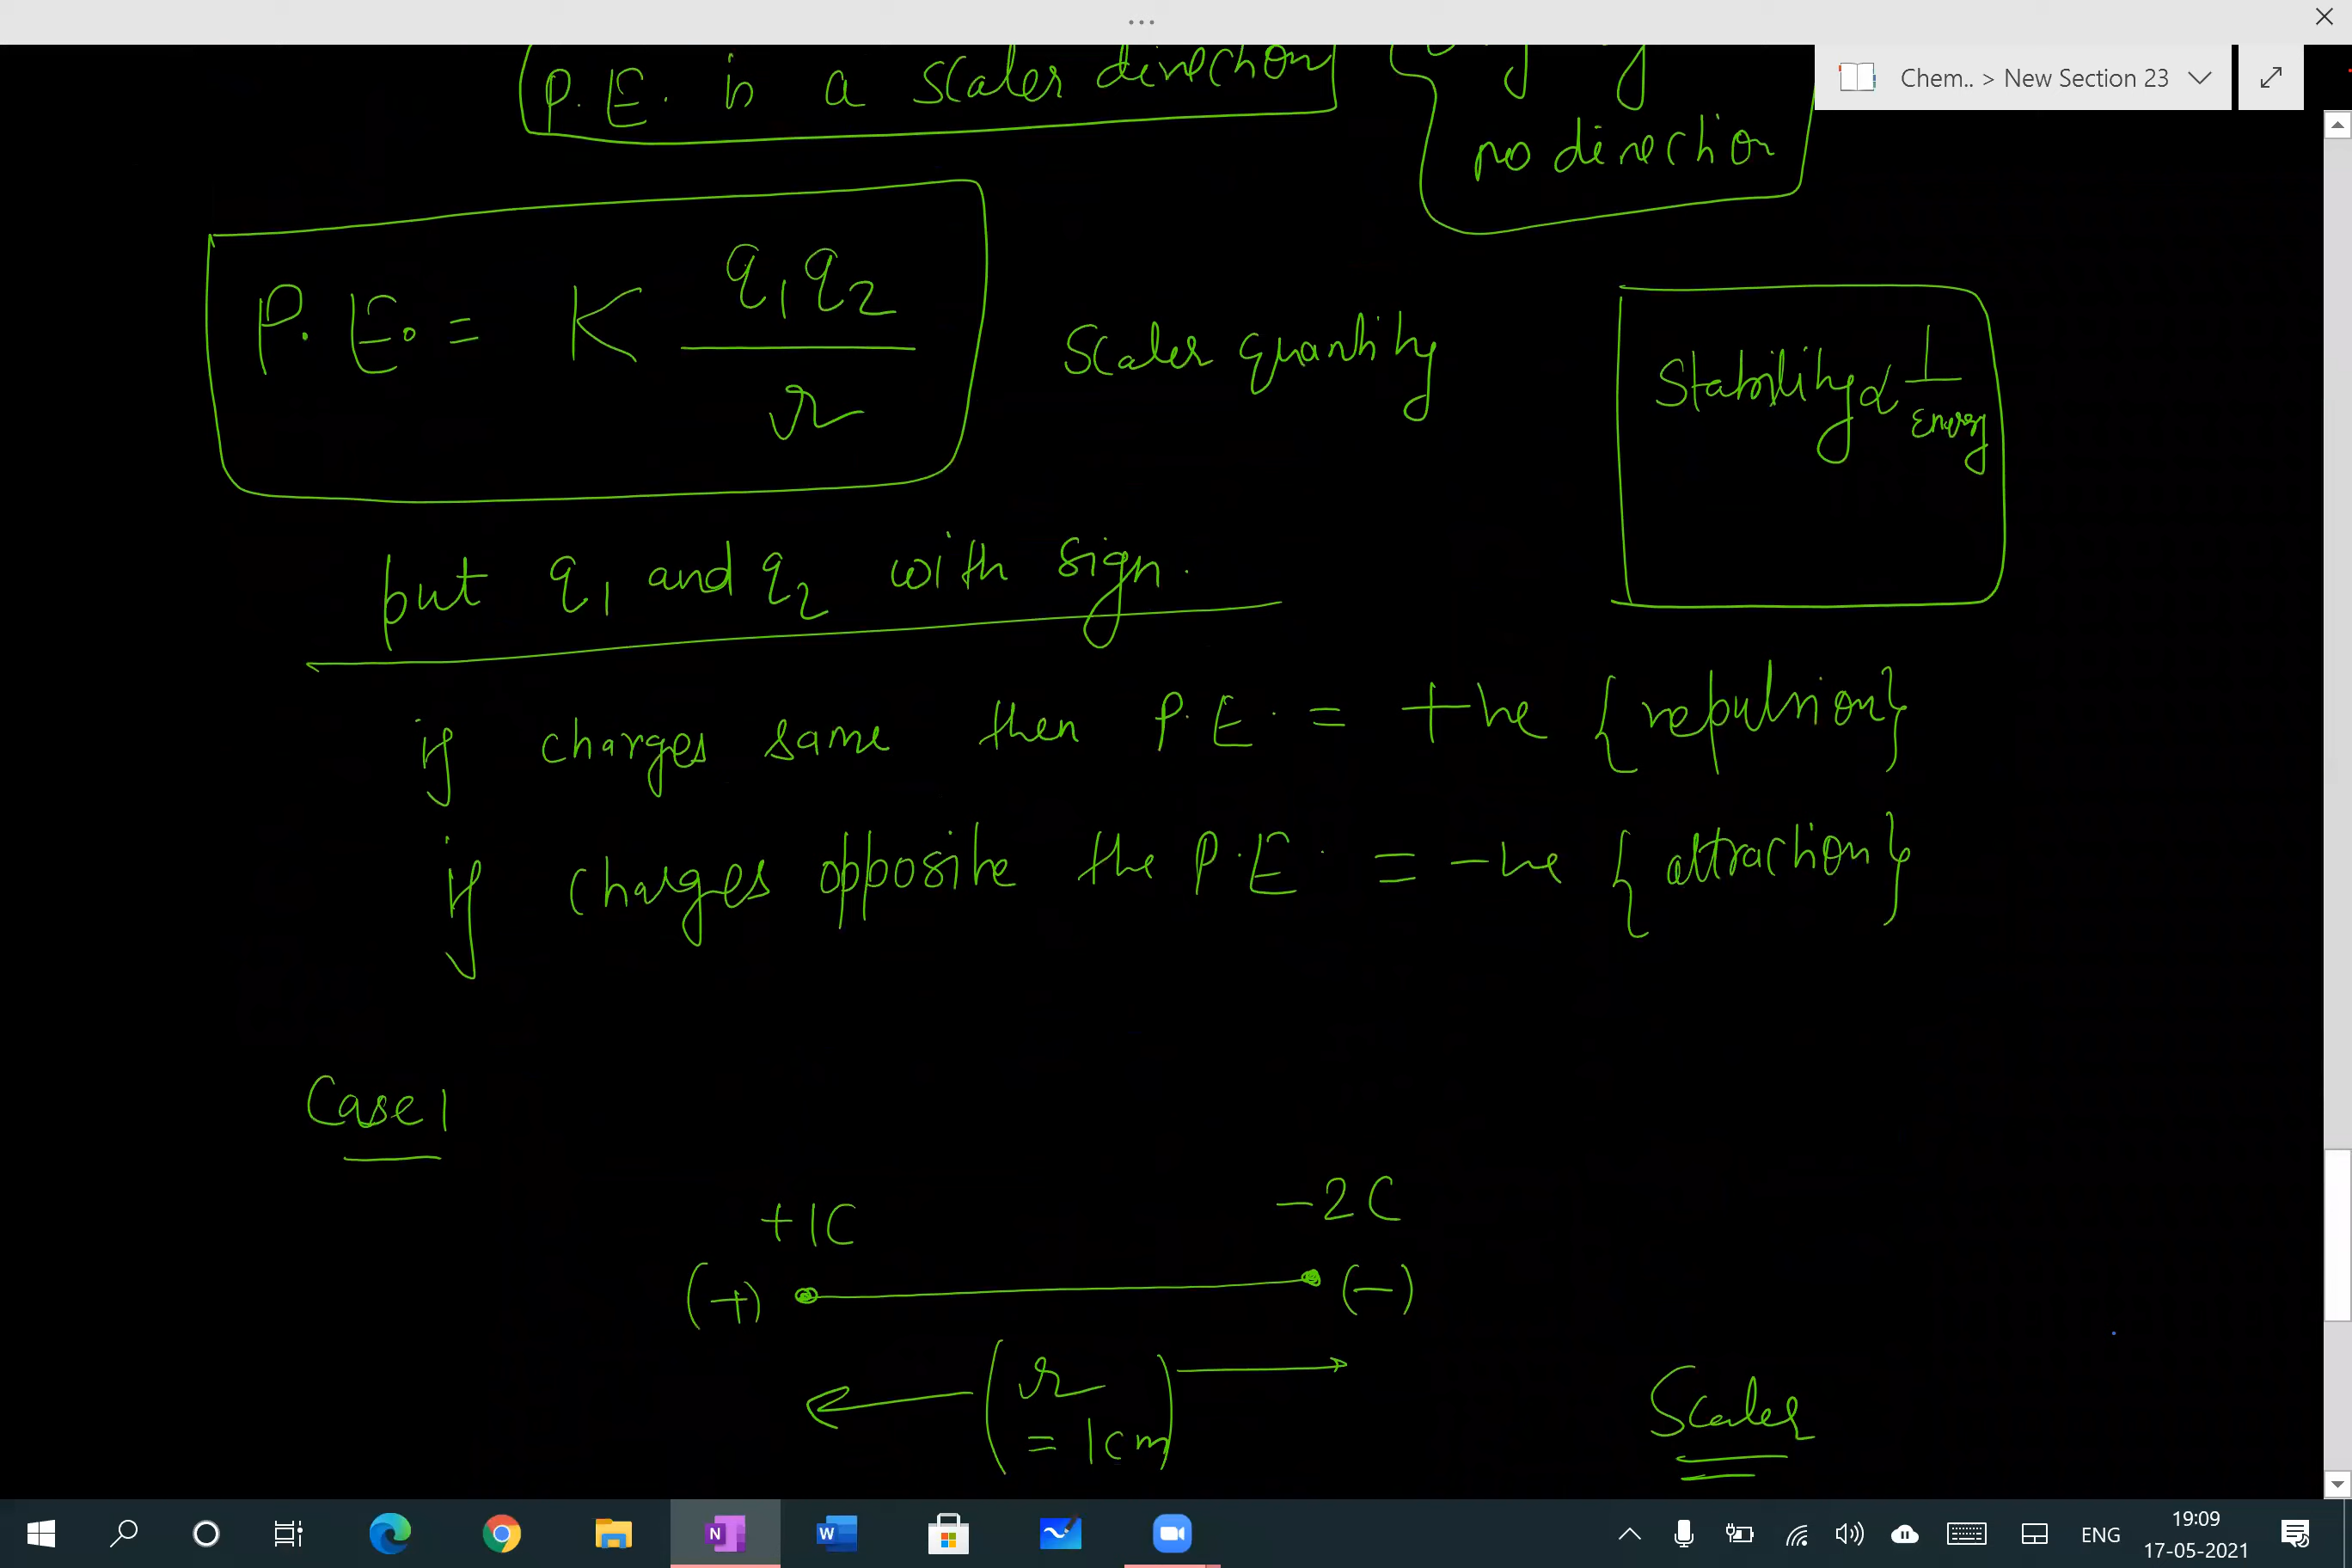 ...
Chem.. > New Section 23
P.E. is a scaler direction
no direction
P.E. = K q₁q₂ / r
Scaler quantity
Stability ∝ 1 / Energy
put q₁ and q₂ with sign.
if charges same then P.E. = +ve {repulsion}
if charges opposite the P.E. = -ve {attraction}
Case 1
+1C
-2C
(+)
(-)
(r
= 1cm)
Scaler
ENG
19:09
17-05-2021